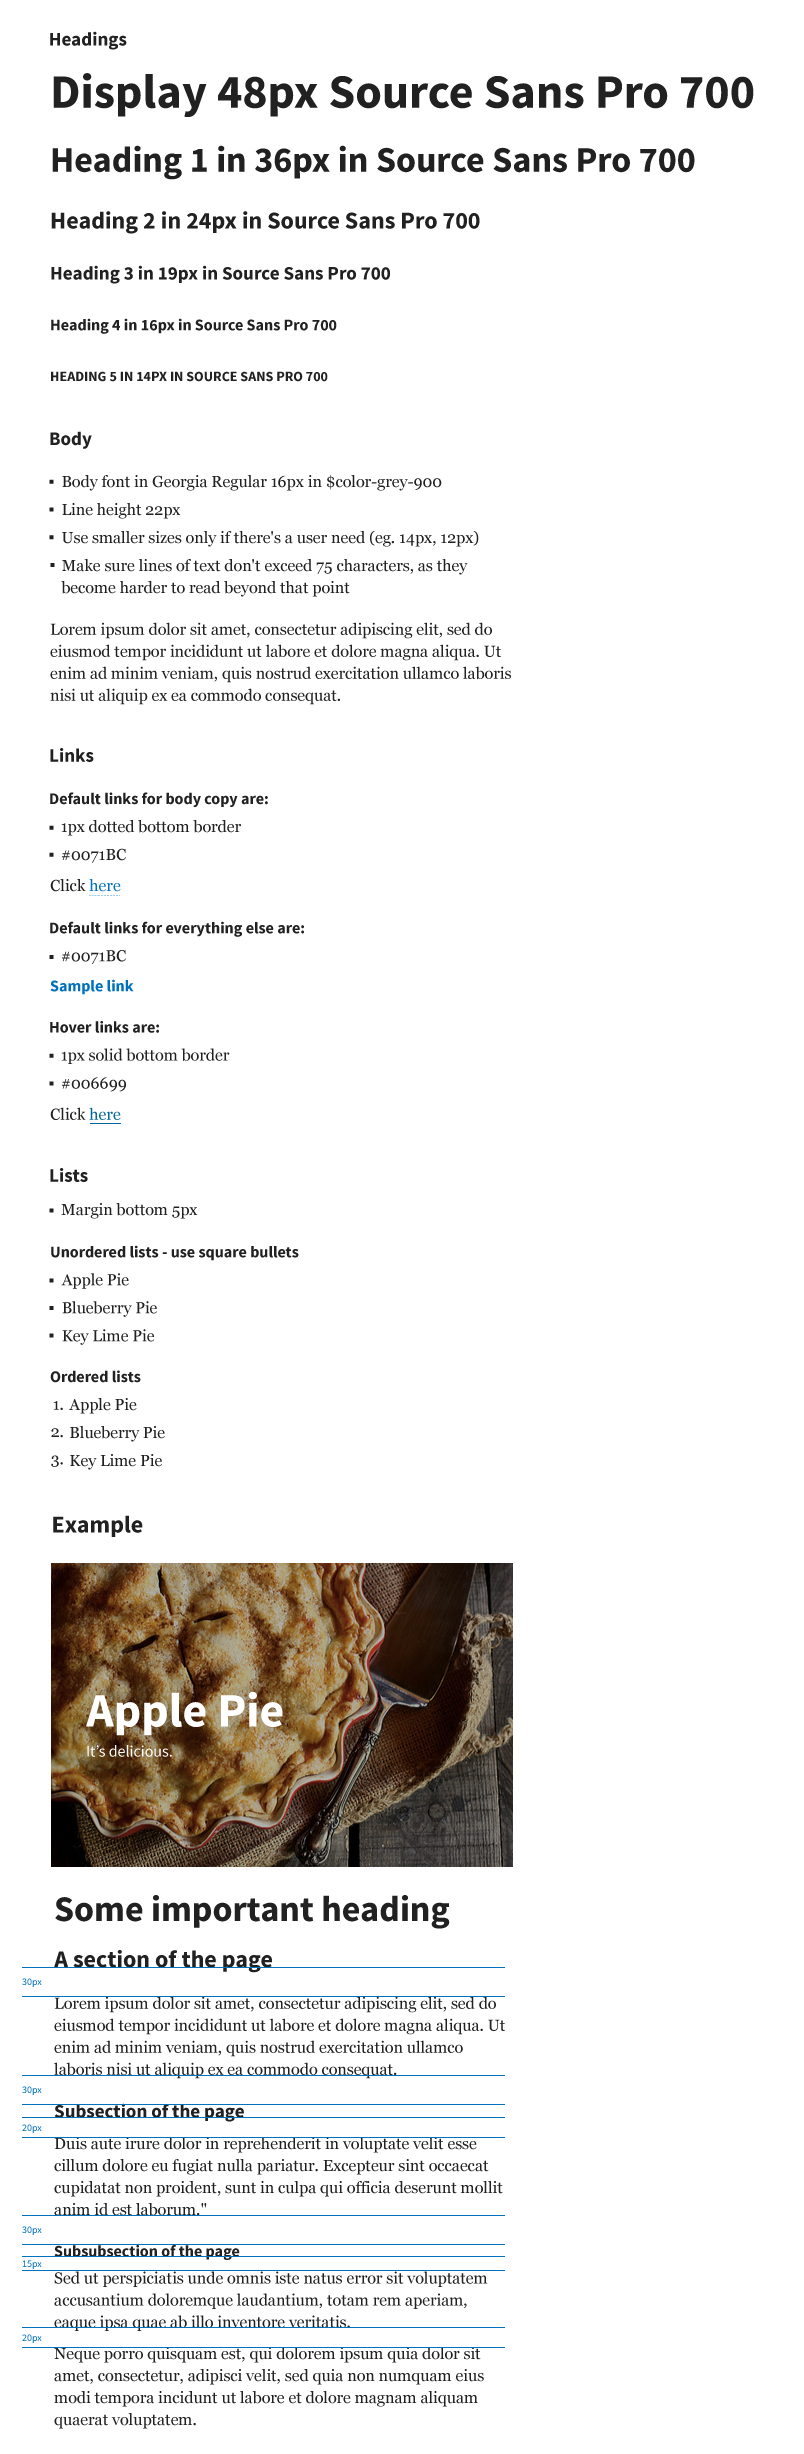 Headings
Display 48px Source Sans Pro 700
Heading 1 in 36px in Source Sans Pro 700
Heading 2 in 24px in Source Sans Pro 700
Heading 3 in 19px in Source Sans Pro 700
Heading 4 in 16px in Source Sans Pro 700
HEADING 5 IN 14PX IN SOURCE SANS PRO 700
Body
▪ Body font in Georgia Regular 16px in $color-grey-900
▪ Line height 22px
▪ Use smaller sizes only if there's a user need (eg. 14px, 12px)
▪ Make sure lines of text don't exceed 75 characters, as they
become harder to read beyond that point
Lorem ipsum dolor sit amet, consectetur adipiscing elit, sed do
eiusmod tempor incididunt ut labore et dolore magna aliqua. Ut
enim ad minim veniam, quis nostrud exercitation ullamco laboris
nisi ut aliquip ex ea commodo consequat.
Links
Default links for body copy are:
▪ 1px dotted bottom border
▪ #0071BC
Click here
Default links for everything else are:
▪ #0071BC
Sample link
Hover links are:
▪ 1px solid bottom border
▪ #006699
Click here
Lists
▪ Margin bottom 5px
Unordered lists - use square bullets
▪ Apple Pie
▪ Blueberry Pie
▪ Key Lime Pie
Ordered lists
1. Apple Pie
2. Blueberry Pie
3. Key Lime Pie
Example
Apple Pie
It's delicious.
Some important heading
A section of the page
30px
Lorem ipsum dolor sit amet, consectetur adipiscing elit, sed do
eiusmod tempor incididunt ut labore et dolore magna aliqua. Ut
enim ad minim veniam, quis nostrud exercitation ullamco
laboris nisi ut aliquip ex ea commodo consequat.
30px
Subsection of the page
20px
Duis aute irure dolor in reprehenderit in voluptate velit esse
cillum dolore eu fugiat nulla pariatur. Excepteur sint occaecat
cupidatat non proident, sunt in culpa qui officia deserunt mollit
anim id est laborum."
30px
Subsubsection of the page
15px
Sed ut perspiciatis unde omnis iste natus error sit voluptatem
accusantium doloremque laudantium, totam rem aperiam,
eaque ipsa quae ab illo inventore veritatis.
20px
Neque porro quisquam est, qui dolorem ipsum quia dolor sit
amet, consectetur, adipisci velit, sed quia non numquam eius
modi tempora incidunt ut labore et dolore magnam aliquam
quaerat voluptatem.